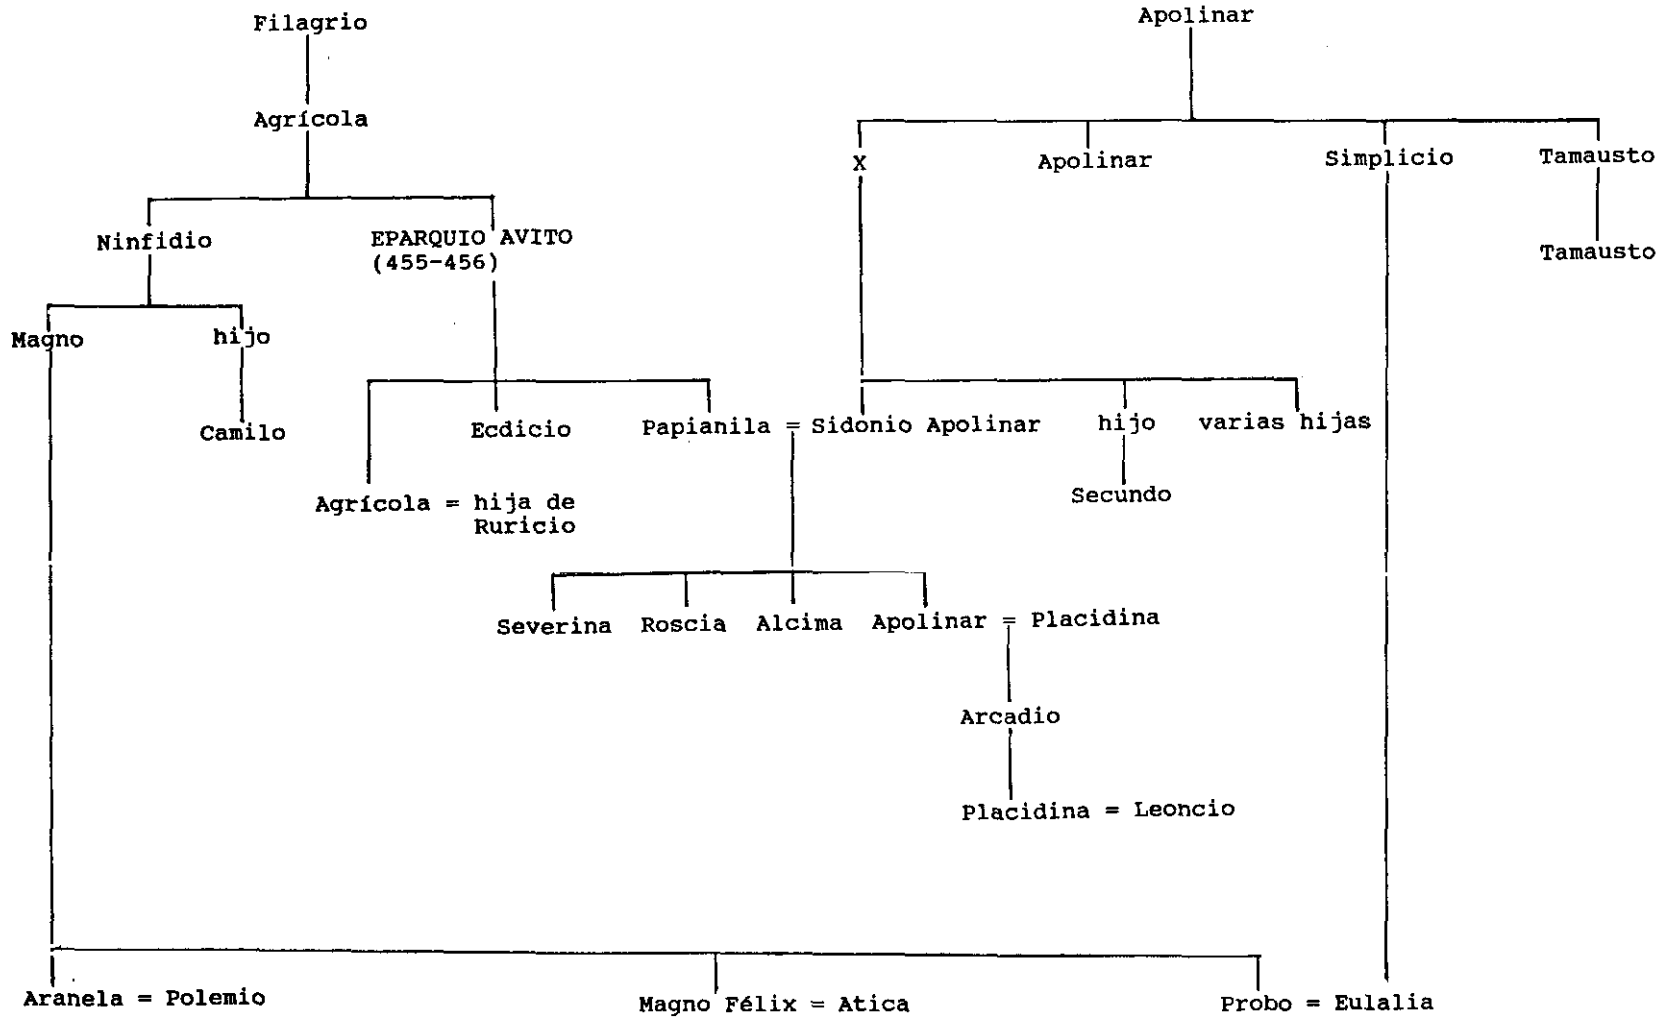 Filagrio
Apolinar
Agrícola
X
Apolinar
Simplicio
Tamausto
Ninfidio
EPARQUIO AVITO
(455-456)
Tamausto
Magno
hijo
Camilo
Ecdicio
Papianila = Sidonio Apolinar
hijo
varias hijas
Agrícola = hija de
Ruricio
Secundo
Severina
Roscia
Alcima
Apolinar = Placidina
Arcadio
Placidina = Leoncio
Aranela = Polemio
Magno Félix = Atica
Probo = Eulalia